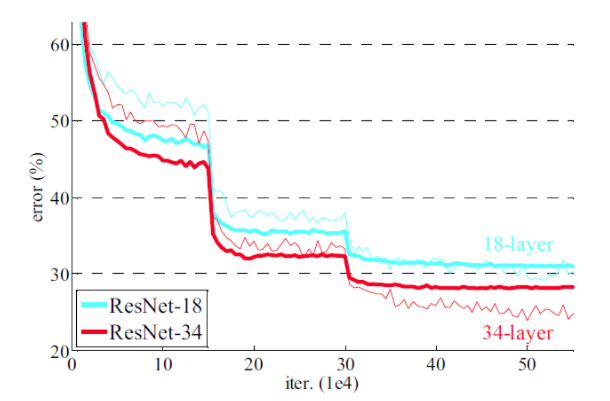 60
50
40
30
20
error (%)
0
10
20
30
40
50
iter. (1e4)
18-layer
34-layer
ResNet-18
ResNet-34